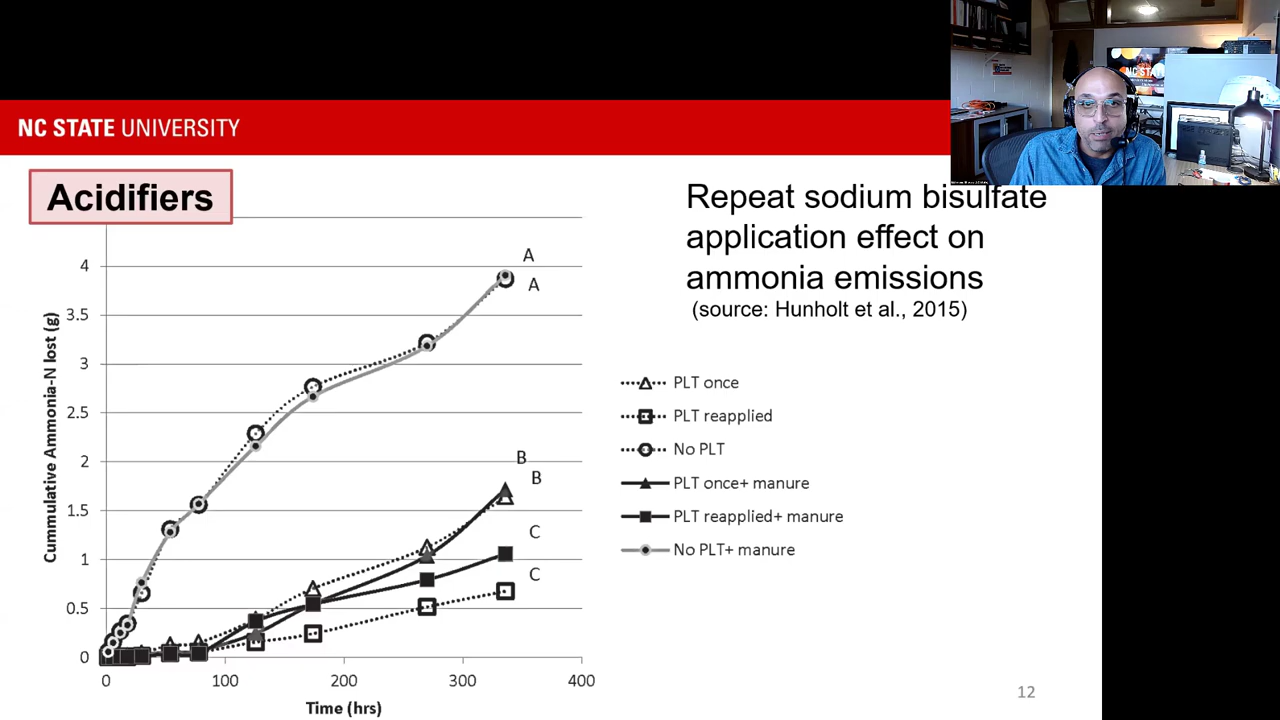 NC STATE
NC STATE UNIVERSITY
Acidifiers
Repeat sodium bisulfate
application effect on
ammonia emissions
(source: Hunholt et al., 2015)
Cummulative Ammonia-N lost (g)
4
3.5
3
2.5
2
1.5
1
0.5
0
A
A
B
B
C
C
0 100 200 300 400
Time (hrs)
PLT once
PLT reapplied
No PLT
PLT once+ manure
PLT reapplied+ manure
No PLT+ manure
12